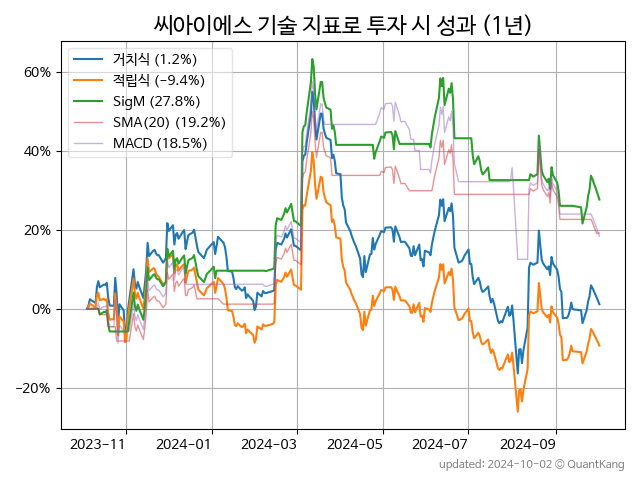 씨아이에스 기술 지표로 투자 시 성과 (1년)
거치식 (1.2%)
적립식 (−9.4%)
SigM (27.8%)
SMA(20) (19.2%)
MACD (18.5%)
60%
40%
20%
0%
−20%
2023−11
2024−01
2024−03
2024−05
2024−07
2024−09
updated: 2024-10-02 © QuantKang